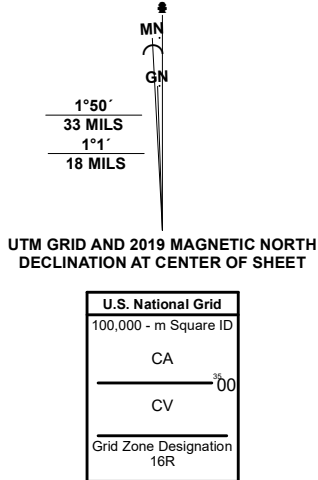 MN
GN
1°50´
33 MILS
1°1´
18 MILS
UTM GRID AND 2019 MAGNETIC NORTH
DECLINATION AT CENTER OF SHEET
U.S. National Grid
100,000 - m Square ID
CA
35 00
CV
Grid Zone Designation
16R